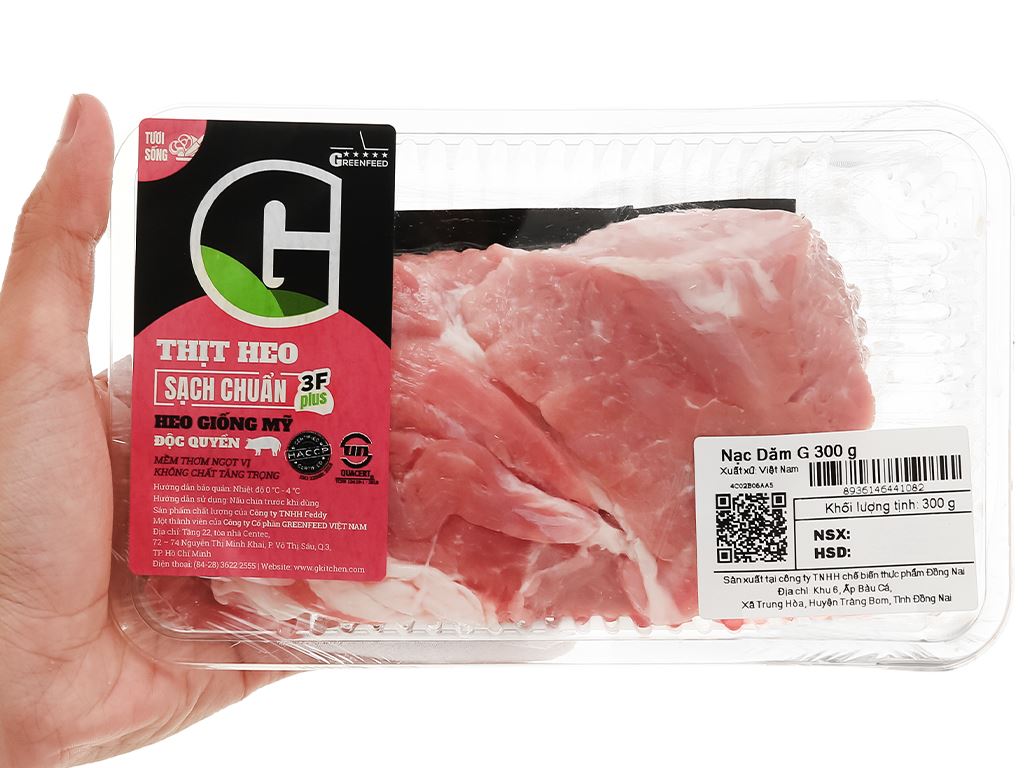 TƯƠI
SỐNG
GREENFEED
G
THỊT HEO
SẠCH CHUẨN
3F
plus
HEO GIỐNG MỸ
ĐỘC QUYỀN
MỀM THƠM NGỌT VỊ
KHÔNG CHẤT TĂNG TRỌNG
HACCP
QUACERT
Hướng dẫn bảo quản: Nhiệt độ 0 °C - 4 °C
Hướng dẫn sử dụng: Nấu chín trước khi dùng
Sản phẩm chất lượng của Công ty TNHH Feddy
Một thành viên của Công ty Cổ phần GREENFEED VIỆT NAM
Địa chỉ: Tầng 22, tòa nhà Centec,
72 – 74 Nguyễn Thị Minh Khai, P. Võ Thị Sáu, Q.3,
TP. Hồ Chí Minh
Điện thoại: (84-28) 3622 2555 | Website: www.gkitchen.com
Nạc Dăm G 300 g
Xuất xứ Việt Nam
4C02B06AA5
8936146441082
Khối lượng tịnh: 300 g
NSX:
HSD:
Sản xuất tại công ty TNHH chế biến thực phẩm Đồng Nai
Địa chỉ Khu 6, Ấp Bàu Cá,
Xã Trung Hòa, Huyện Trảng Bom, Tỉnh Đồng Nai